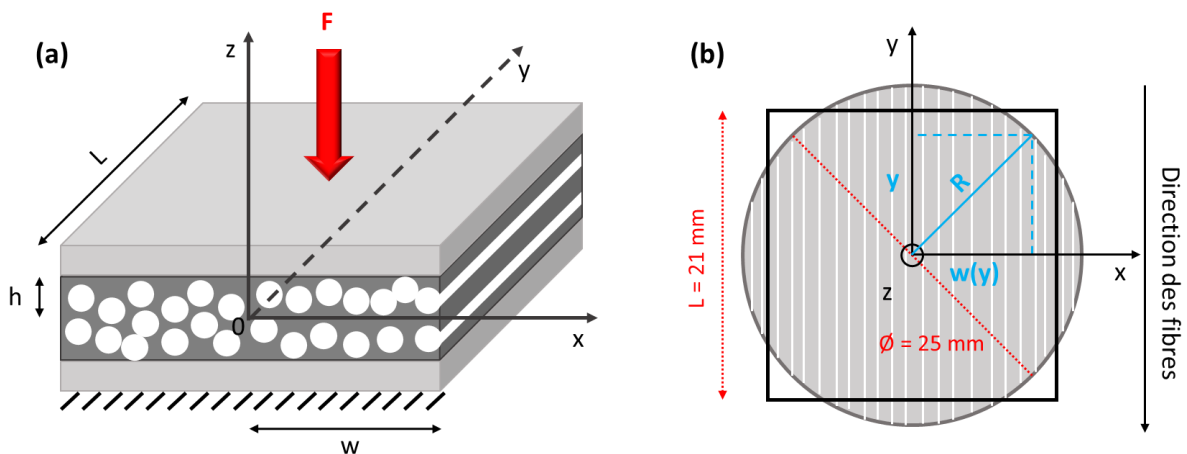 (a)
F
z
y
L
h
0
x
w
(b)
y
L = 21 mm
y
R
w(y)
x
z
Ø = 25 mm
Direction des fibres